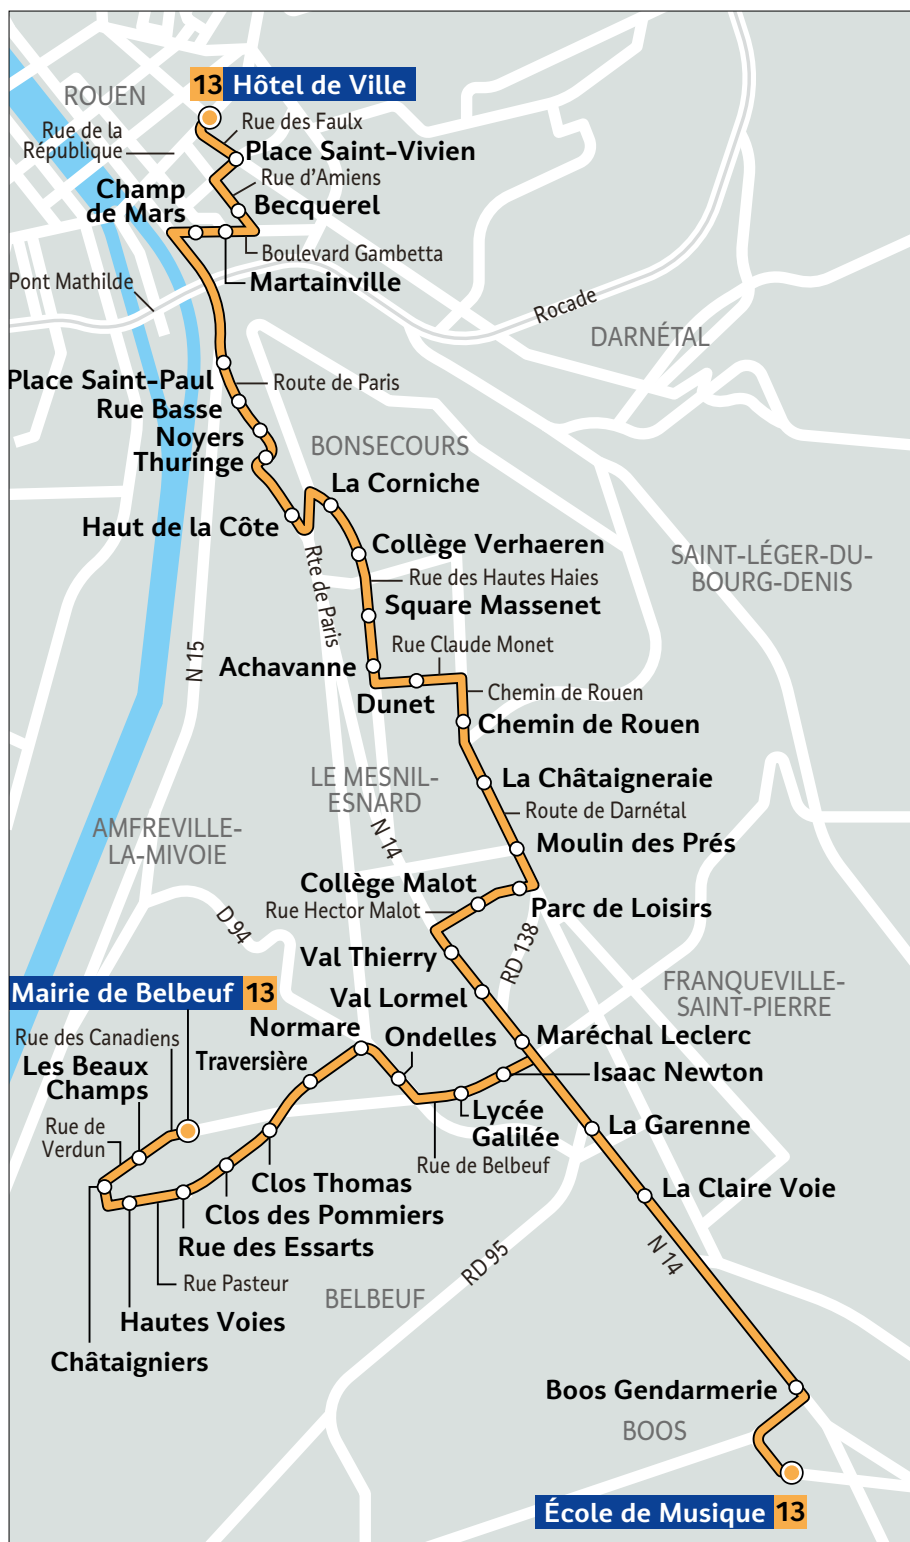 13 Hôtel de Ville
ROUEN
Rue des Faulx
Rue de la
République
Place Saint-Vivien
Rue d'Amiens
Champ
de Mars
Becquerel
Boulevard Gambetta
Pont Mathilde
Martainville
Rocade
DARNÉTAL
Place Saint-Paul
Route de Paris
Rue Basse
Noyers
BONSECOURS
Thuringe
La Corniche
Haut de la Côte
Collège Verhaeren
SAINT-LÉGER-DU-
BOURG-DENIS
Rte de Paris
Rue des Hautes Haies
Square Massenet
N 15
Rue Claude Monet
Achavanne
Dunet
Chemin de Rouen
Chemin de Rouen
LE MESNIL-
ESNARD
La Châtaigneraie
Route de Darnétal
AMFREVILLE-
LA-MIVOIE
N 14
Moulin des Prés
Collège Malot
Rue Hector Malot
Parc de Loisirs
D 94
RD 138
Val Thierry
FRANQUEVILLE-
SAINT-PIERRE
Mairie de Belbeuf 13
Val Lormel
Normare
Ondelles
Maréchal Leclerc
Rue des Canadiens
Les Beaux
Champs
Traversière
Isaac Newton
Lycée
Galilée
Rue de
Verdun
La Garenne
Rue de Belbeuf
Clos Thomas
La Claire Voie
Clos des Pommiers
Rue des Essarts
RD 95
N 14
Rue Pasteur
BELBEUF
Hautes Voies
Châtaigniers
Boos Gendarmerie
BOOS
École de Musique 13